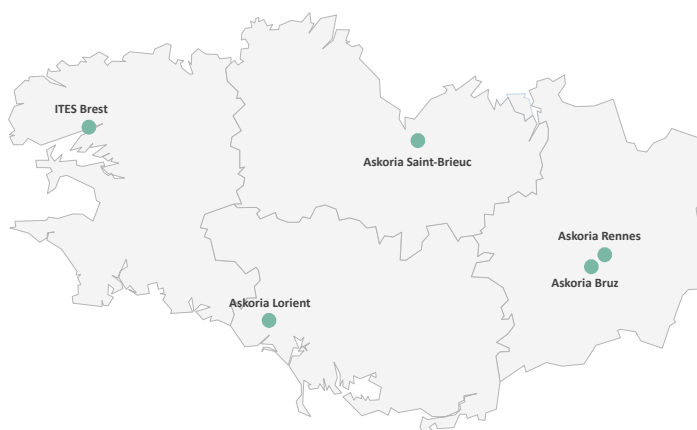 ITES Brest
Askoria Saint-Brieuc
Askoria Rennes
Askoria Bruz
Askoria Lorient